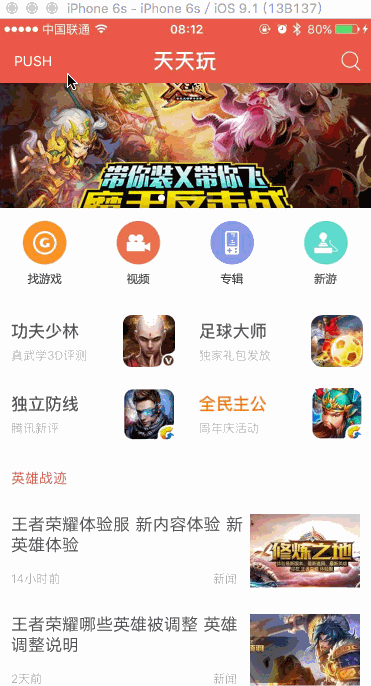 iPhone 6s - iPhone 6s / iOS 9.1 (13B137)
中国联通 08:12 80%
PUSH 天天玩
带你装X带你飞
魔王反击战
找游戏 视频 专辑 新游
功夫少林 足球大师
真武学3D评测 独家礼包发放
独立防线 全民主公
腾讯新评 周年庆活动
英雄战迹
王者荣耀体验服 新内容体验 新
英雄体验
修炼之地
14小时前 新闻
王者荣耀哪些英雄被调整 英雄
调整说明
2天前 新闻